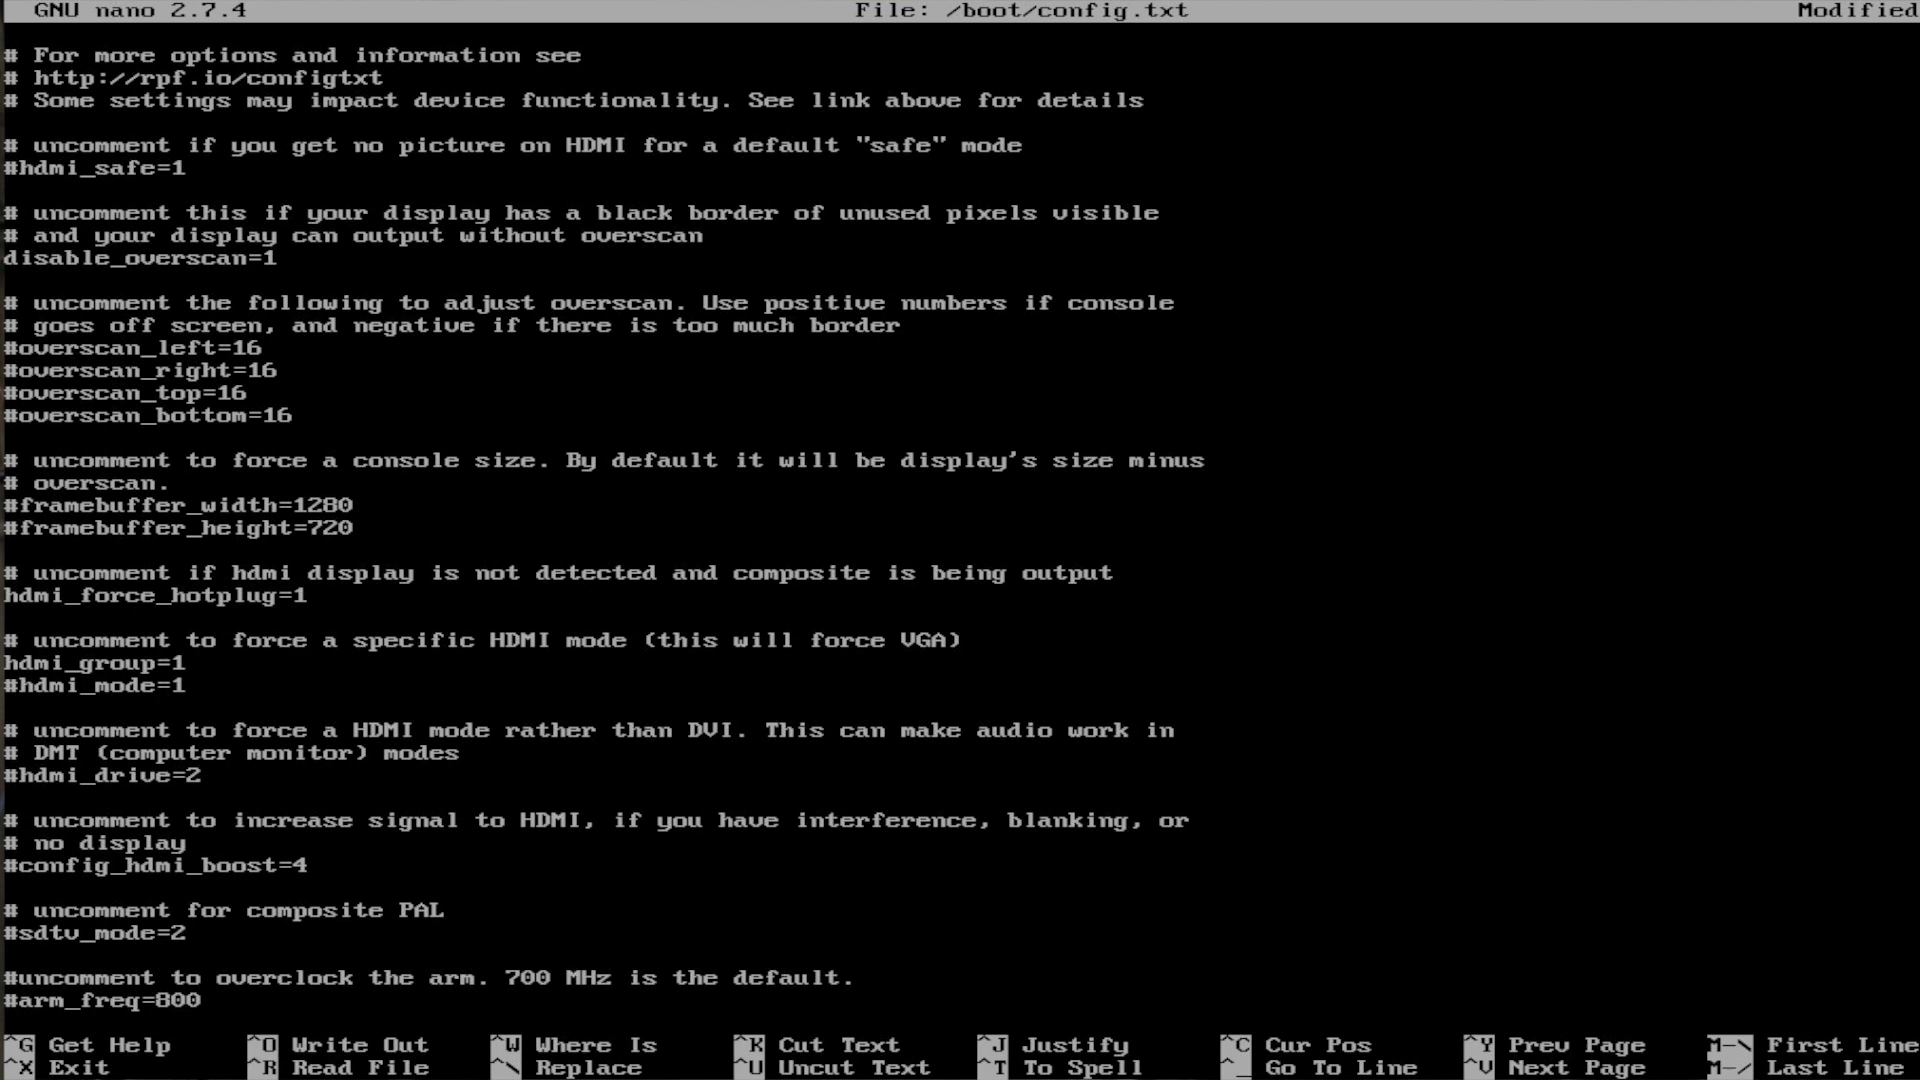 GNU nano 2.7.4 File: /boot/config.txt Modified
# For more options and information see
# http://rpf.io/configtxt
# Some settings may impact device functionality. See link above for details
# uncomment if you get no picture on HDMI for a default "safe" mode
#hdmi_safe=1
# uncomment this if your display has a black border of unused pixels visible
# and your display can output without overscan
disable_overscan=1
# uncomment the following to adjust overscan. Use positive numbers if console
# goes off screen, and negative if there is too much border
#overscan_left=16
#overscan_right=16
#overscan_top=16
#overscan_bottom=16
# uncomment to force a console size. By default it will be display's size minus
# overscan.
#framebuffer_width=1280
#framebuffer_height=720
# uncomment if hdmi display is not detected and composite is being output
hdmi_force_hotplug=1
# uncomment to force a specific HDMI mode (this will force VGA)
hdmi_group=1
#hdmi_mode=1
# uncomment to force a HDMI mode rather than DVI. This can make audio work in
# DMT (computer monitor) modes
#hdmi_drive=2
# uncomment to increase signal to HDMI, if you have interference, blanking, or
# no display
#config_hdmi_boost=4
# uncomment for composite PAL
#sdtv_mode=2
#uncomment to overclock the arm. 700 MHz is the default.
#arm_freq=800
^G Get Help ^O Write Out ^W Where Is ^K Cut Text ^J Justify ^C Cur Pos ^Y Prev Page M-\ First Line
^X Exit ^R Read File ^\ Replace ^U Uncut Text ^T To Spell ^_ Go To Line ^V Next Page M-/ Last Line